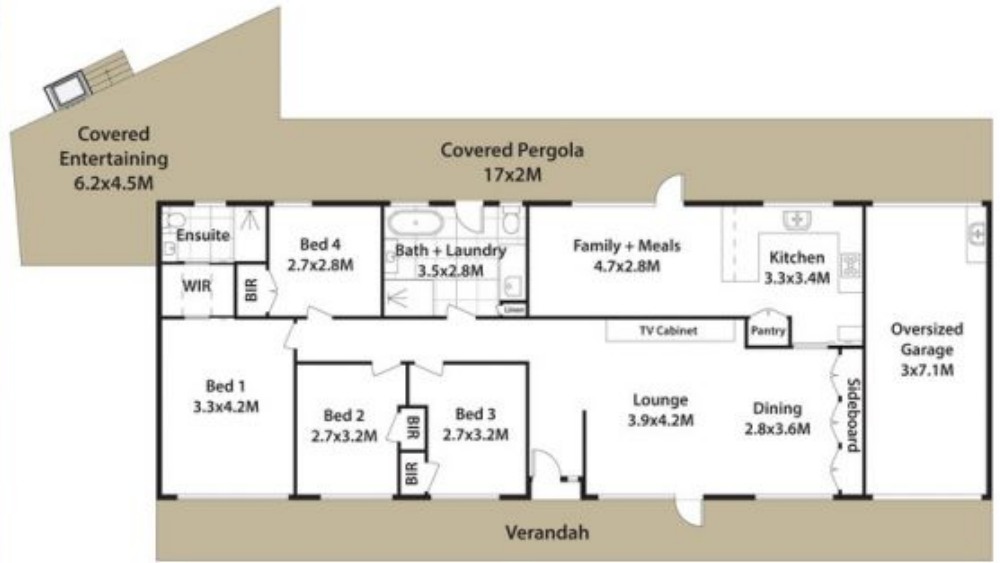 Covered
Entertaining
6.2x4.5M
Covered Pergola
17x2M
Ensuite
Bed 4
2.7x2.8M
Bath + Laundry
3.5x2.8M
Family + Meals
4.7x2.8M
Kitchen
3.3x3.4M
WIR
BIR
Linen
TV Cabinet
Pantry
Oversized
Garage
3x7.1M
Bed 1
3.3x4.2M
Bed 2
2.7x3.2M
BIR
BIR
Bed 3
2.7x3.2M
Lounge
3.9x4.2M
Dining
2.8x3.6M
Sideboard
Verandah